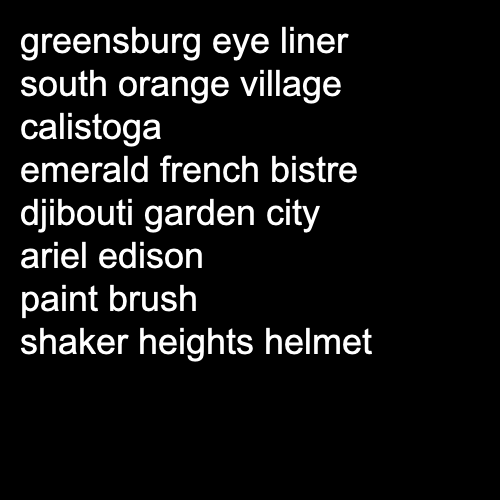 greensburg eye liner
south orange village
calistoga
emerald french bistre
djibouti garden city
ariel edison
paint brush
shaker heights helmet